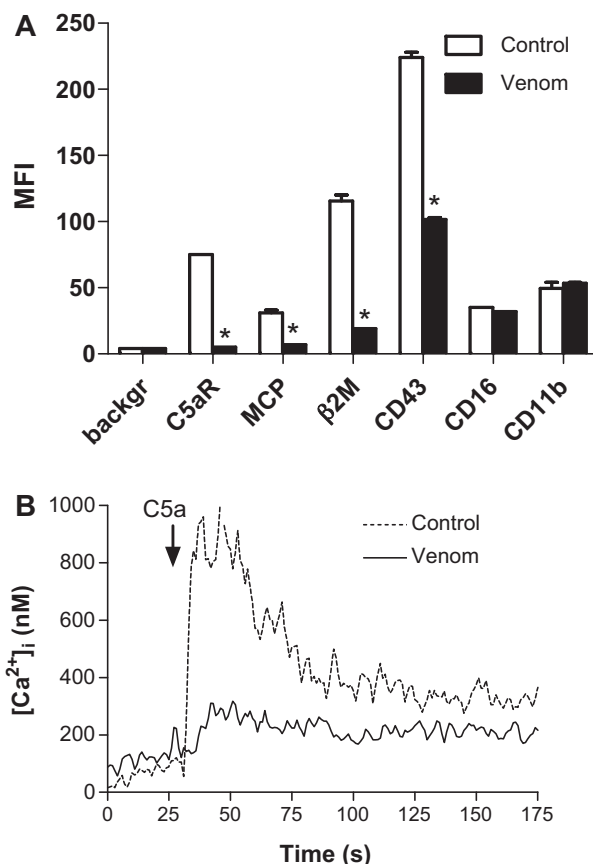 A
250
200
150
100
50
0
MFI
Control
Venom
*
*
*
*
backgr
C5aR
MCP
β2M
CD43
CD16
CD11b
B
1000
800
600
400
200
0
[Ca2+]i (nM)
C5a
Control
Venom
0
25
50
75
100
125
150
175
Time (s)